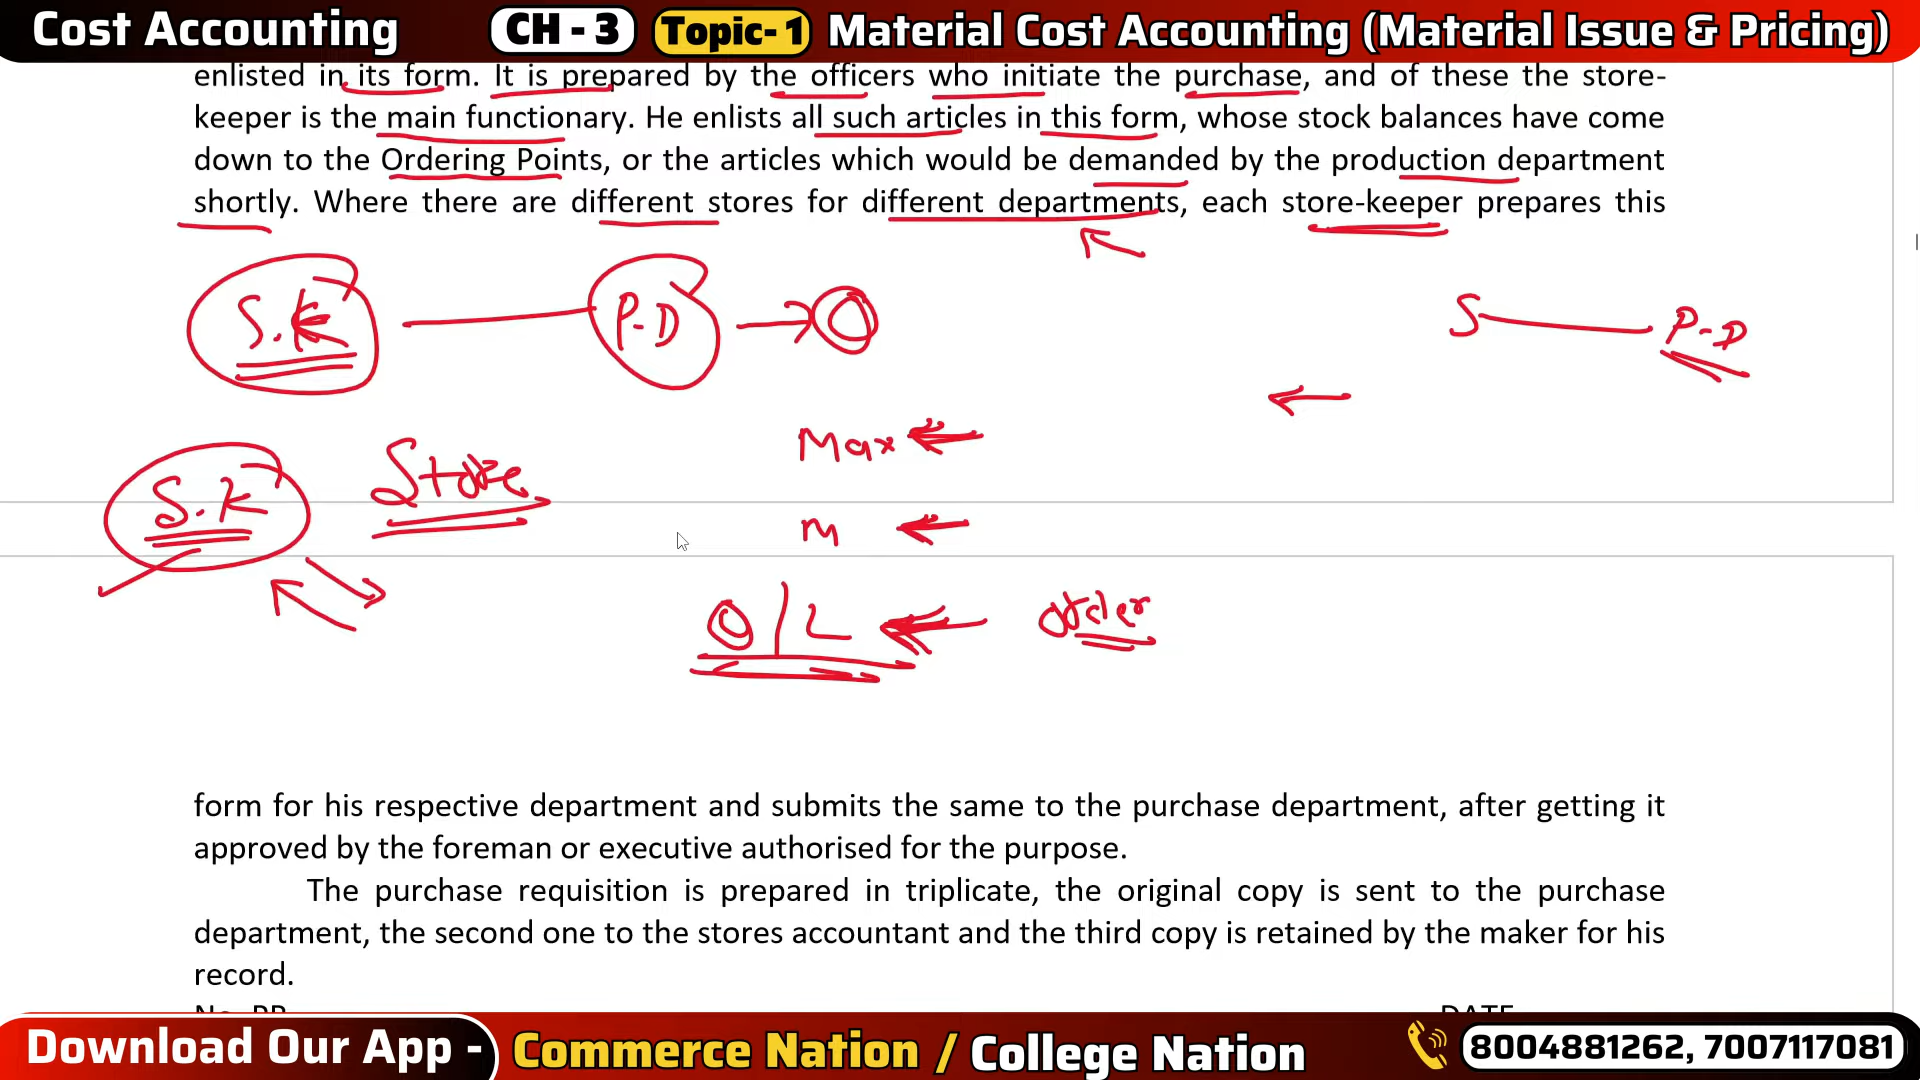 Cost Accounting CH - 3 Topic- 1 Material Cost Accounting (Material Issue & Pricing)
enlisted in its form. It is prepared by the officers who initiate the purchase, and of these the store-
keeper is the main functionary. He enlists all such articles in this form, whose stock balances have come
down to the Ordering Points, or the articles which would be demanded by the production department
shortly. Where there are different stores for different departments, each store-keeper prepares this
S.K P.D O S P.D
Max
S.K Store
M
O/L order
form for his respective department and submits the same to the purchase department, after getting it
approved by the foreman or executive authorised for the purpose.
The purchase requisition is prepared in triplicate, the original copy is sent to the purchase
department, the second one to the stores accountant and the third copy is retained by the maker for his
record.
Download Our App - Commerce Nation / College Nation 8004881262, 7007117081